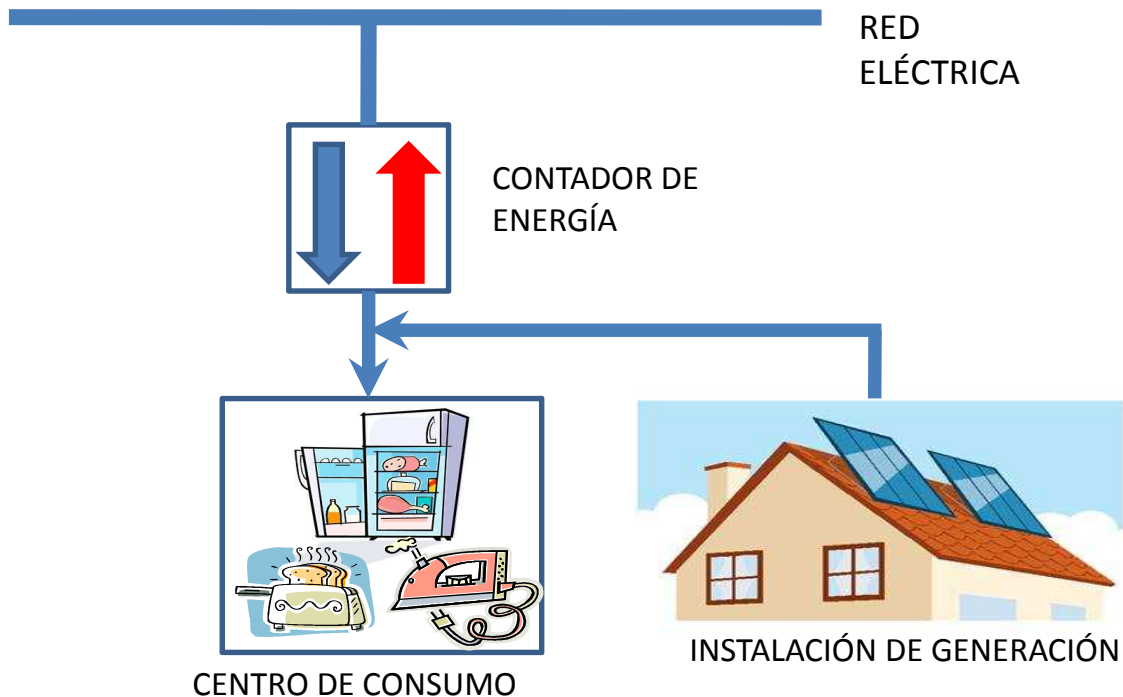 RED
ELÉCTRICA
CONTADOR DE
ENERGÍA
INSTALACIÓN DE GENERACIÓN
CENTRO DE CONSUMO